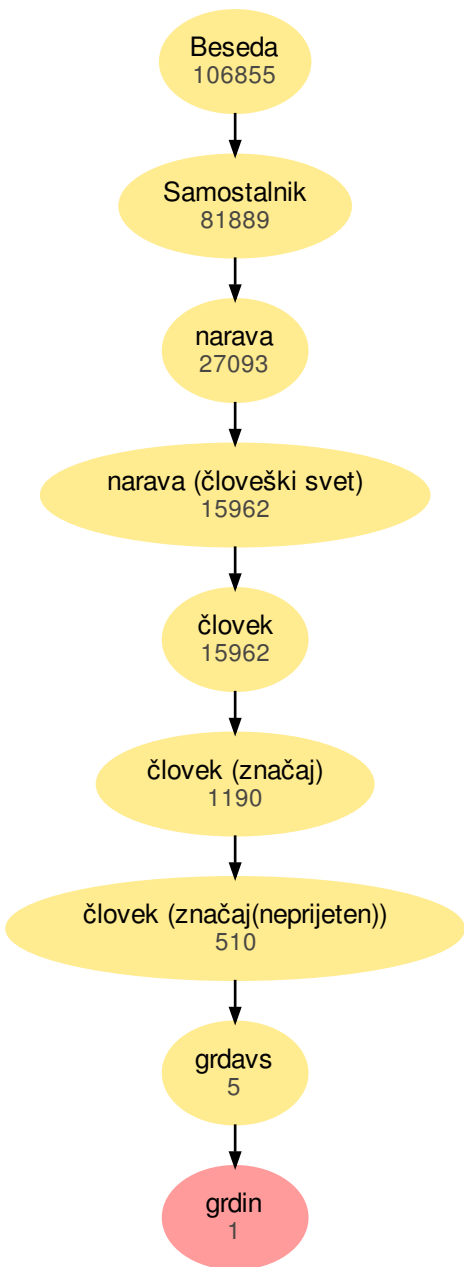 Beseda
106855
Samostalnik
81889
narava
27093
narava (človeški svet)
15962
človek
15962
človek (značaj)
1190
človek (značaj(neprijeten))
510
grdavs
5
grdin
1